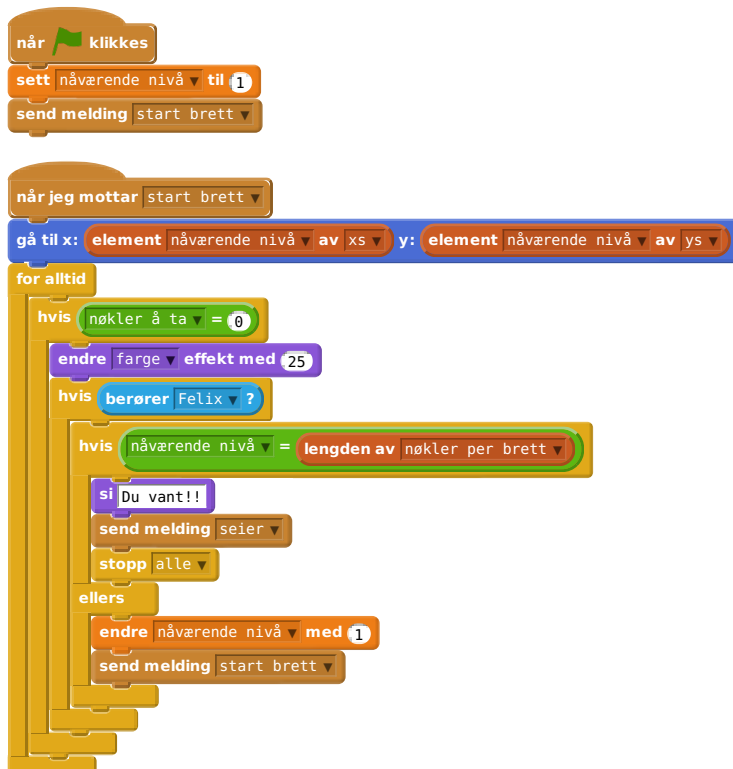 når klikkes
sett nåværende nivå til 1
send melding start brett
når jeg mottar start brett
gå til x: element nåværende nivå av xs y: element nåværende nivå av ys
for alltid
hvis nøkler å ta = 0
endre farge effekt med 25
hvis berører Felix ?
hvis nåværende nivå = lengden av nøkler per brett
si Du vant!!
send melding seier
stopp alle
ellers
endre nåværende nivå med 1
send melding start brett